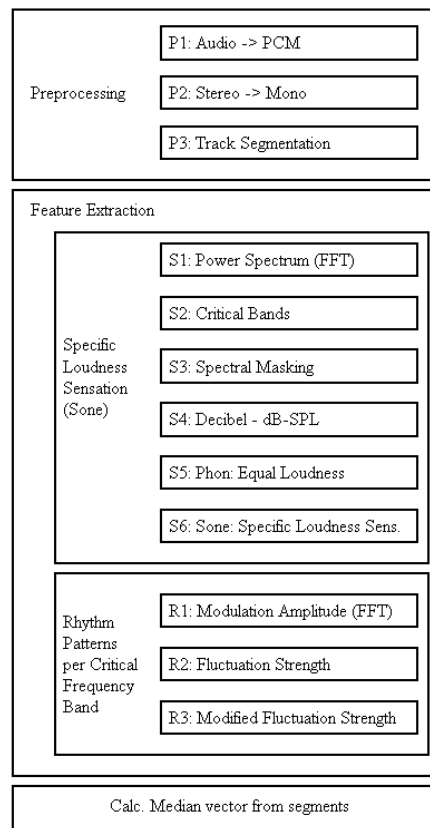 P1: Audio -> PCM
Preprocessing
P2: Stereo -> Mono
P3: Track Segmentation
Feature Extraction
S1: Power Spectrum (FFT)
S2: Critical Bands
Specific
Loudness
Sensation
(Sone)
S3: Spectral Masking
S4: Decibel - dB-SPL
S5: Phon: Equal Loudness
S6: Sone: Specific Loudness Sens.
R1: Modulation Amplitude (FFT)
Rhythm
Patterns
per Critical
Frequency
Band
R2: Fluctuation Strength
R3: Modified Fluctuation Strength
Calc. Median vector from segments